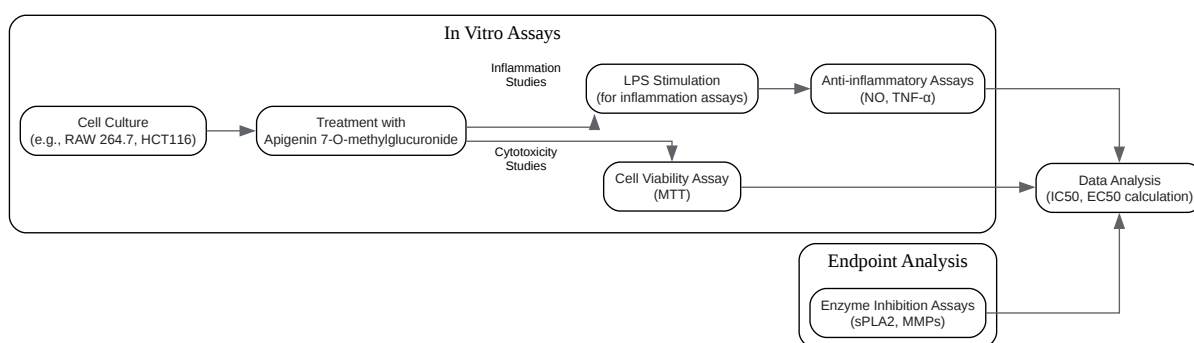 In Vitro Assays
Inflammation
Studies
LPS Stimulation
(for inflammation assays)
Anti-inflammatory Assays
(NO, TNF-α)
Cell Culture
(e.g., RAW 264.7, HCT116)
Treatment with
Apigenin 7-O-methylglucuronide
Cytotoxicity
Studies
Cell Viability Assay
(MTT)
Data Analysis
(IC50, EC50 calculation)
Endpoint Analysis
Enzyme Inhibition Assays
(sPLA2, MMPs)